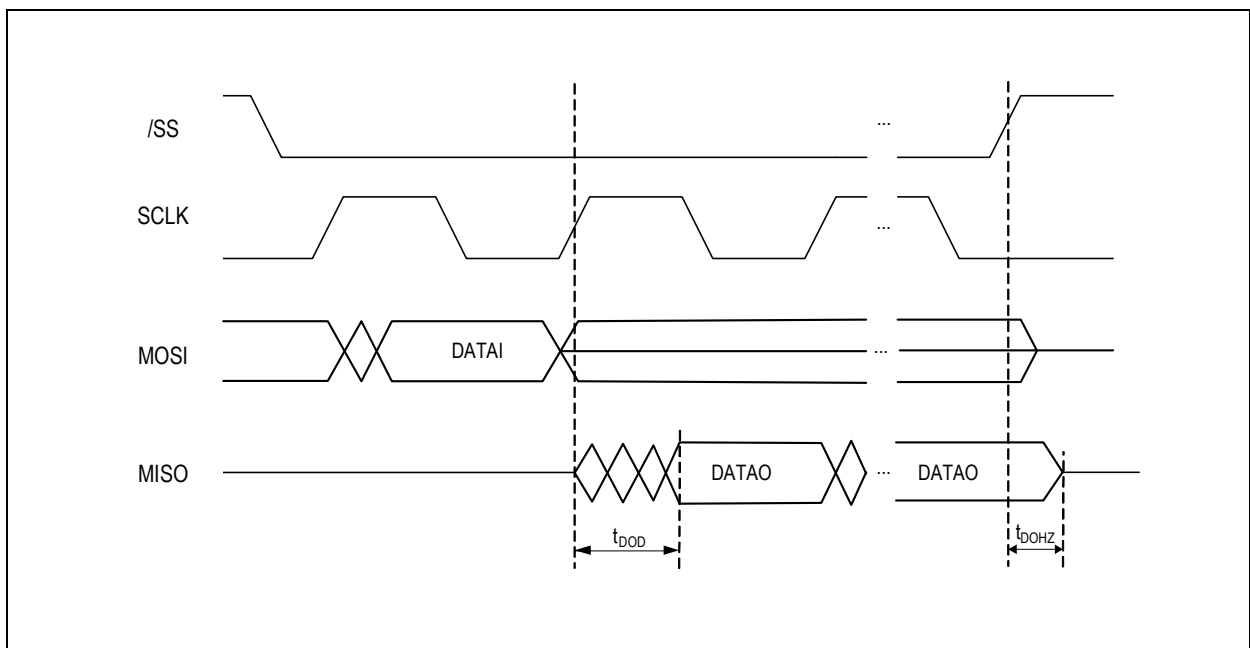 /SS
...
SCLK
...
MOSI
DATAI
...
MISO
DATAO
...
DATAO
tDOD
tDOHZ